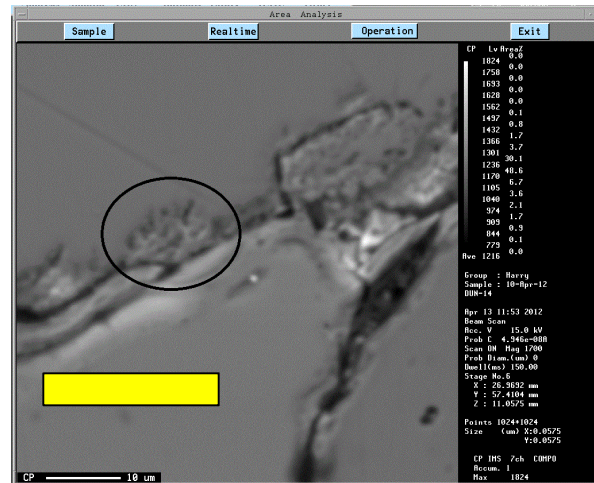 Area Analysis
Sample Realtime Operation Exit
CP Lv Area%
1824 0.0
1758 0.0
1693 0.0
1628 0.0
1562 0.0
1497 0.1
1432 0.8
1366 1.7
1301 3.7
1236 30.1
1170 48.6
1105 6.7
1040 3.6
974 2.1
909 1.7
844 0.9
779 0.1
Ave 1216 0.0
Group : Harry
Sample : 10-Apr-12
DUN-14
Apr 13 11:53 2012
Beam Scan
Acc. V 15.0 kV
Prob C 4.946e-08A
Scan ON Mag 1700
Prob Diam.(um) 0
Dwell(ms) 150.00
Stage No.6
X : 26.9692 mm
Y : 57.4104 mm
Z : 11.0575 mm
Points 1024*1024
Size (um) X:0.0575
Y:0.0575
CP IMS 7ch COMPO
Accum. 1
Max 1824
CP 10 um